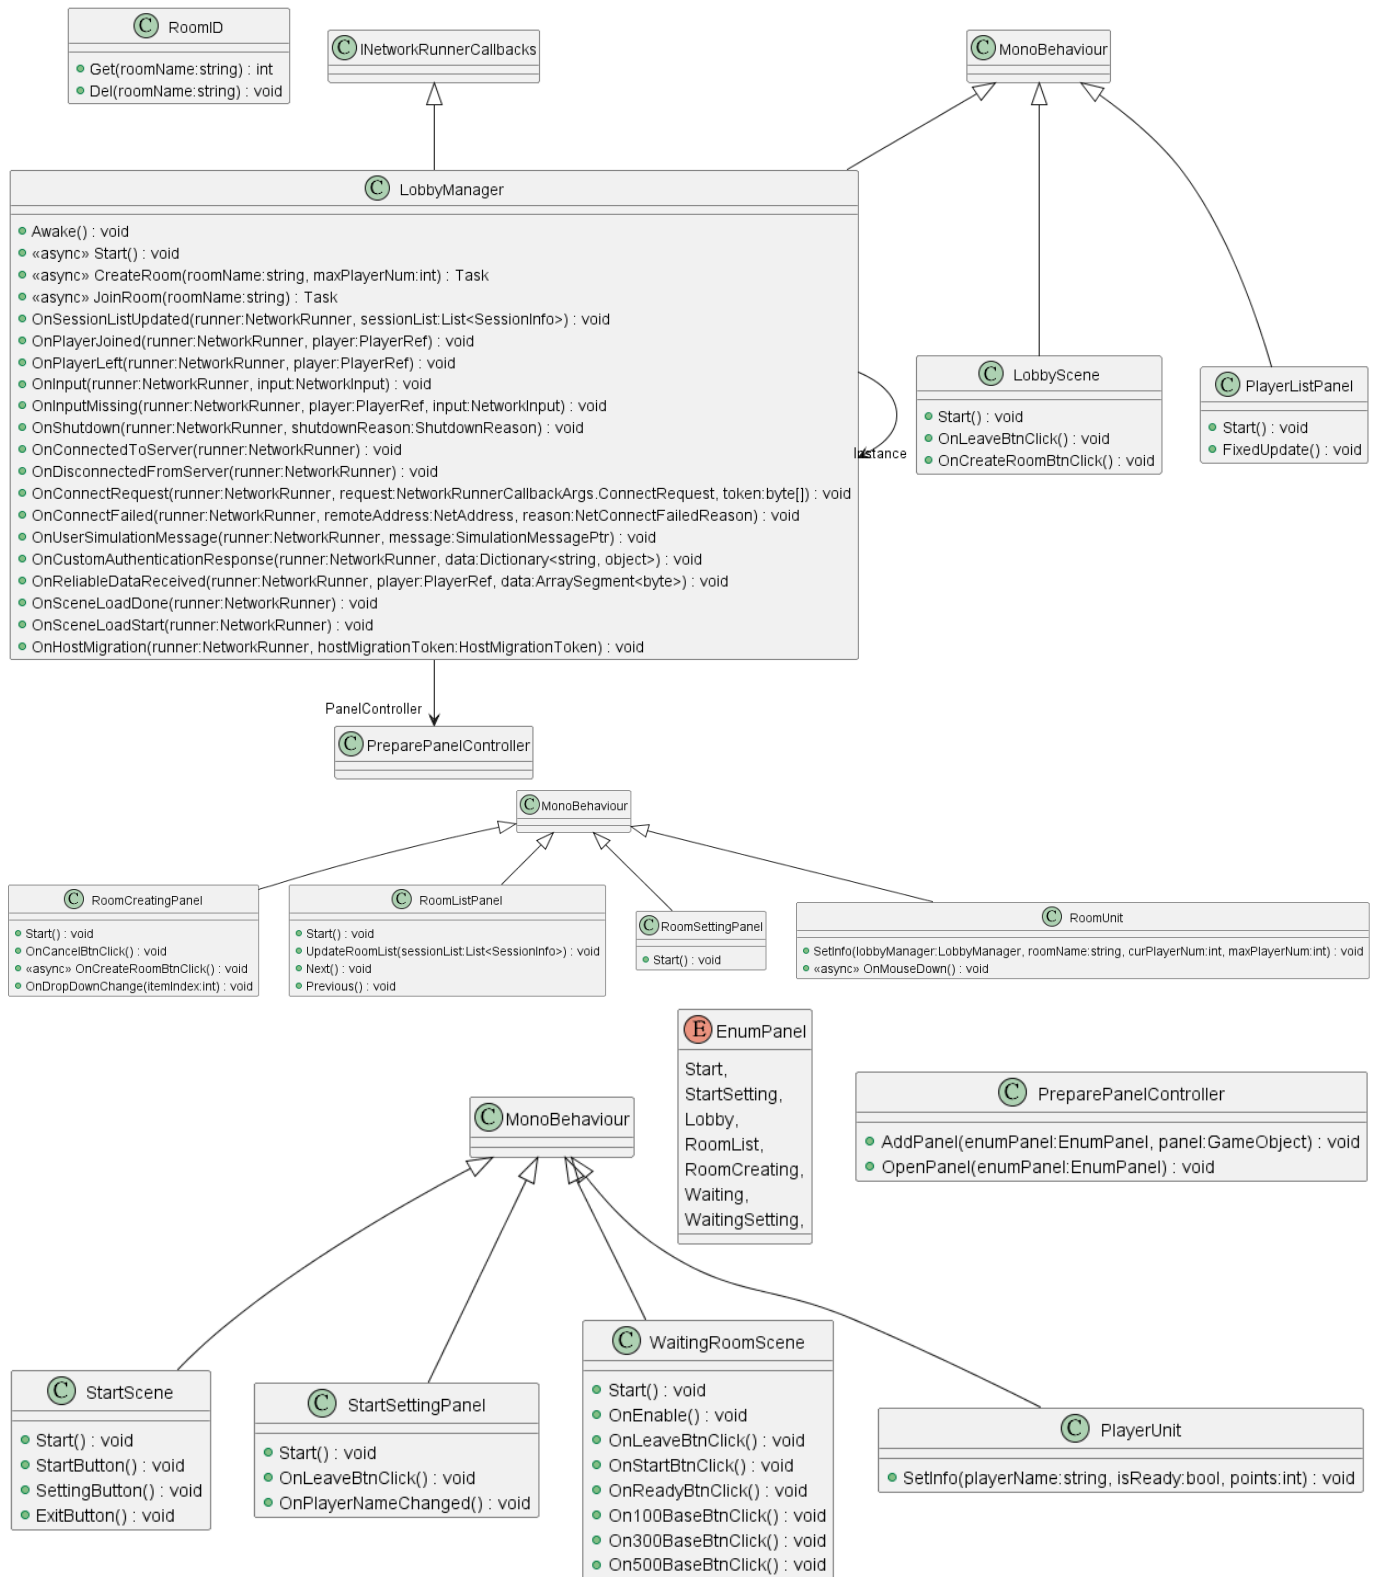 RoomID
Get(roomName:string) : int
Del(roomName:string) : void
INetworkRunnerCallbacks
MonoBehaviour
LobbyManager
Awake() : void
«async» Start() : void
«async» CreateRoom(roomName:string, maxPlayerNum:int) : Task
«async» JoinRoom(roomName:string) : Task
OnSessionListUpdated(runner:NetworkRunner, sessionList:List<SessionInfo>) : void
OnPlayerJoined(runner:NetworkRunner, player:PlayerRef) : void
OnPlayerLeft(runner:NetworkRunner, player:PlayerRef) : void
OnInput(runner:NetworkRunner, input:NetworkInput) : void
OnInputMissing(runner:NetworkRunner, player:PlayerRef, input:NetworkInput) : void
OnShutdown(runner:NetworkRunner, shutdownReason:ShutdownReason) : void
OnConnectedToServer(runner:NetworkRunner) : void
OnDisconnectedFromServer(runner:NetworkRunner) : void
OnConnectRequest(runner:NetworkRunner, request:NetworkRunnerCallbackArgs.ConnectRequest, token:byte[]) : void
OnConnectFailed(runner:NetworkRunner, remoteAddress:NetAddress, reason:NetConnectFailedReason) : void
OnUserSimulationMessage(runner:NetworkRunner, message:SimulationMessagePtr) : void
OnCustomAuthenticationResponse(runner:NetworkRunner, data:Dictionary<string, object>) : void
OnReliableDataReceived(runner:NetworkRunner, player:PlayerRef, data:ArraySegment<byte>) : void
OnSceneLoadDone(runner:NetworkRunner) : void
OnSceneLoadStart(runner:NetworkRunner) : void
OnHostMigration(runner:NetworkRunner, hostMigrationToken:HostMigrationToken) : void
Instance
LobbyScene
Start() : void
OnLeaveBtnClick() : void
OnCreateRoomBtnClick() : void
PlayerListPanel
Start() : void
FixedUpdate() : void
PanelController
PreparePanelController
MonoBehaviour
RoomCreatingPanel
Start() : void
OnCancelBtnClick() : void
«async» OnCreateRoomBtnClick() : void
OnDropDownChange(itemIndex:int) : void
RoomListPanel
Start() : void
UpdateRoomList(sessionList:List<SessionInfo>) : void
Next() : void
Previous() : void
RoomSettingPanel
Start() : void
RoomUnit
SetInfo(lobbyManager:LobbyManager, roomName:string, curPlayerNum:int, maxPlayerNum:int) : void
«async» OnMouseDown() : void
EnumPanel
Start,
StartSetting,
Lobby,
RoomList,
RoomCreating,
Waiting,
WaitingSetting,
PreparePanelController
AddPanel(enumPanel:EnumPanel, panel:GameObject) : void
OpenPanel(enumPanel:EnumPanel) : void
MonoBehaviour
StartScene
Start() : void
StartButton() : void
SettingButton() : void
ExitButton() : void
StartSettingPanel
Start() : void
OnLeaveBtnClick() : void
OnPlayerNameChanged() : void
WaitingRoomScene
Start() : void
OnEnable() : void
OnLeaveBtnClick() : void
OnStartBtnClick() : void
OnReadyBtnClick() : void
On100BaseBtnClick() : void
On300BaseBtnClick() : void
On500BaseBtnClick() : void
PlayerUnit
SetInfo(playerName:string, isReady:bool, points:int) : void